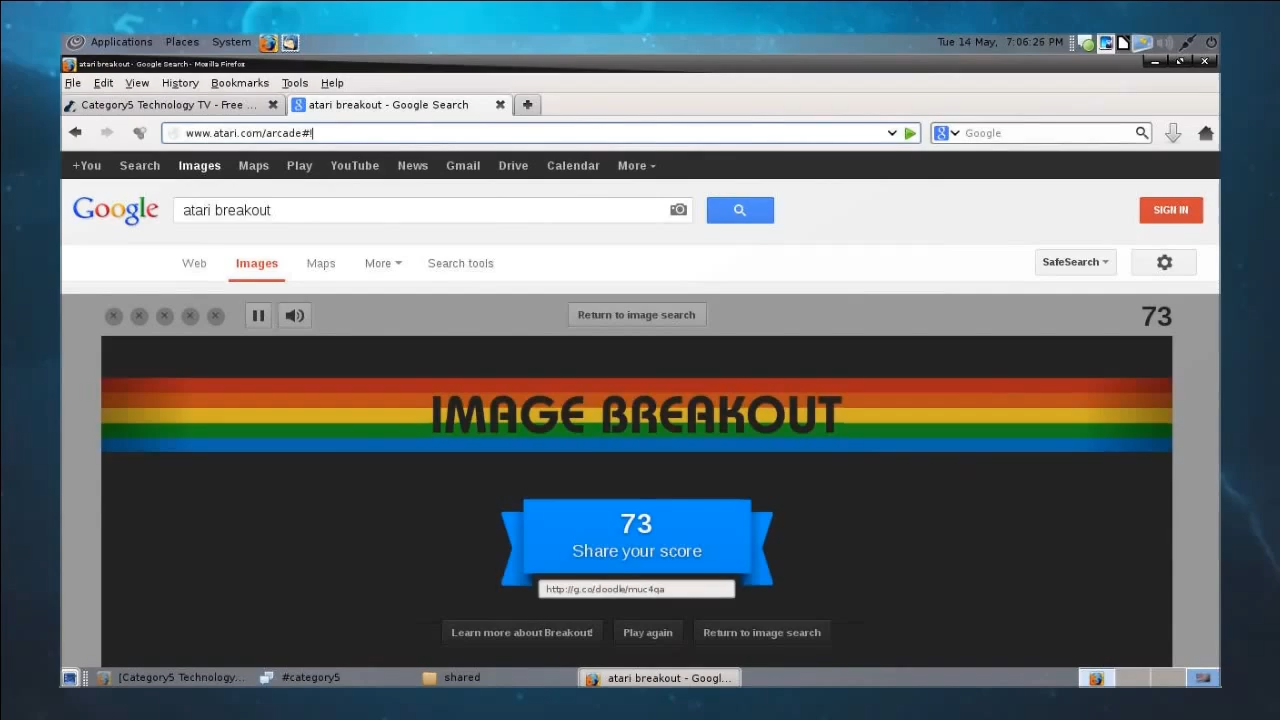 Applications Places System Tue 14 May, 7:06:26 PM
atari breakout - Google Search - Mozilla Firefox
File Edit View History Bookmarks Tools Help
Category5 Technology TV - Free ... atari breakout - Google Search
www.atari.com/arcade#! Google
+You Search Images Maps Play YouTube News Gmail Drive Calendar More
Google atari breakout SIGN IN
Web Images Maps More Search tools SafeSearch
Return to image search 73
IMAGE BREAKOUT
73
Share your score
http://g.co/doodle/muc4qa
Learn more about Breakout! Play again Return to image search
[Category5 Technology... #category5 shared atari breakout - Googl...